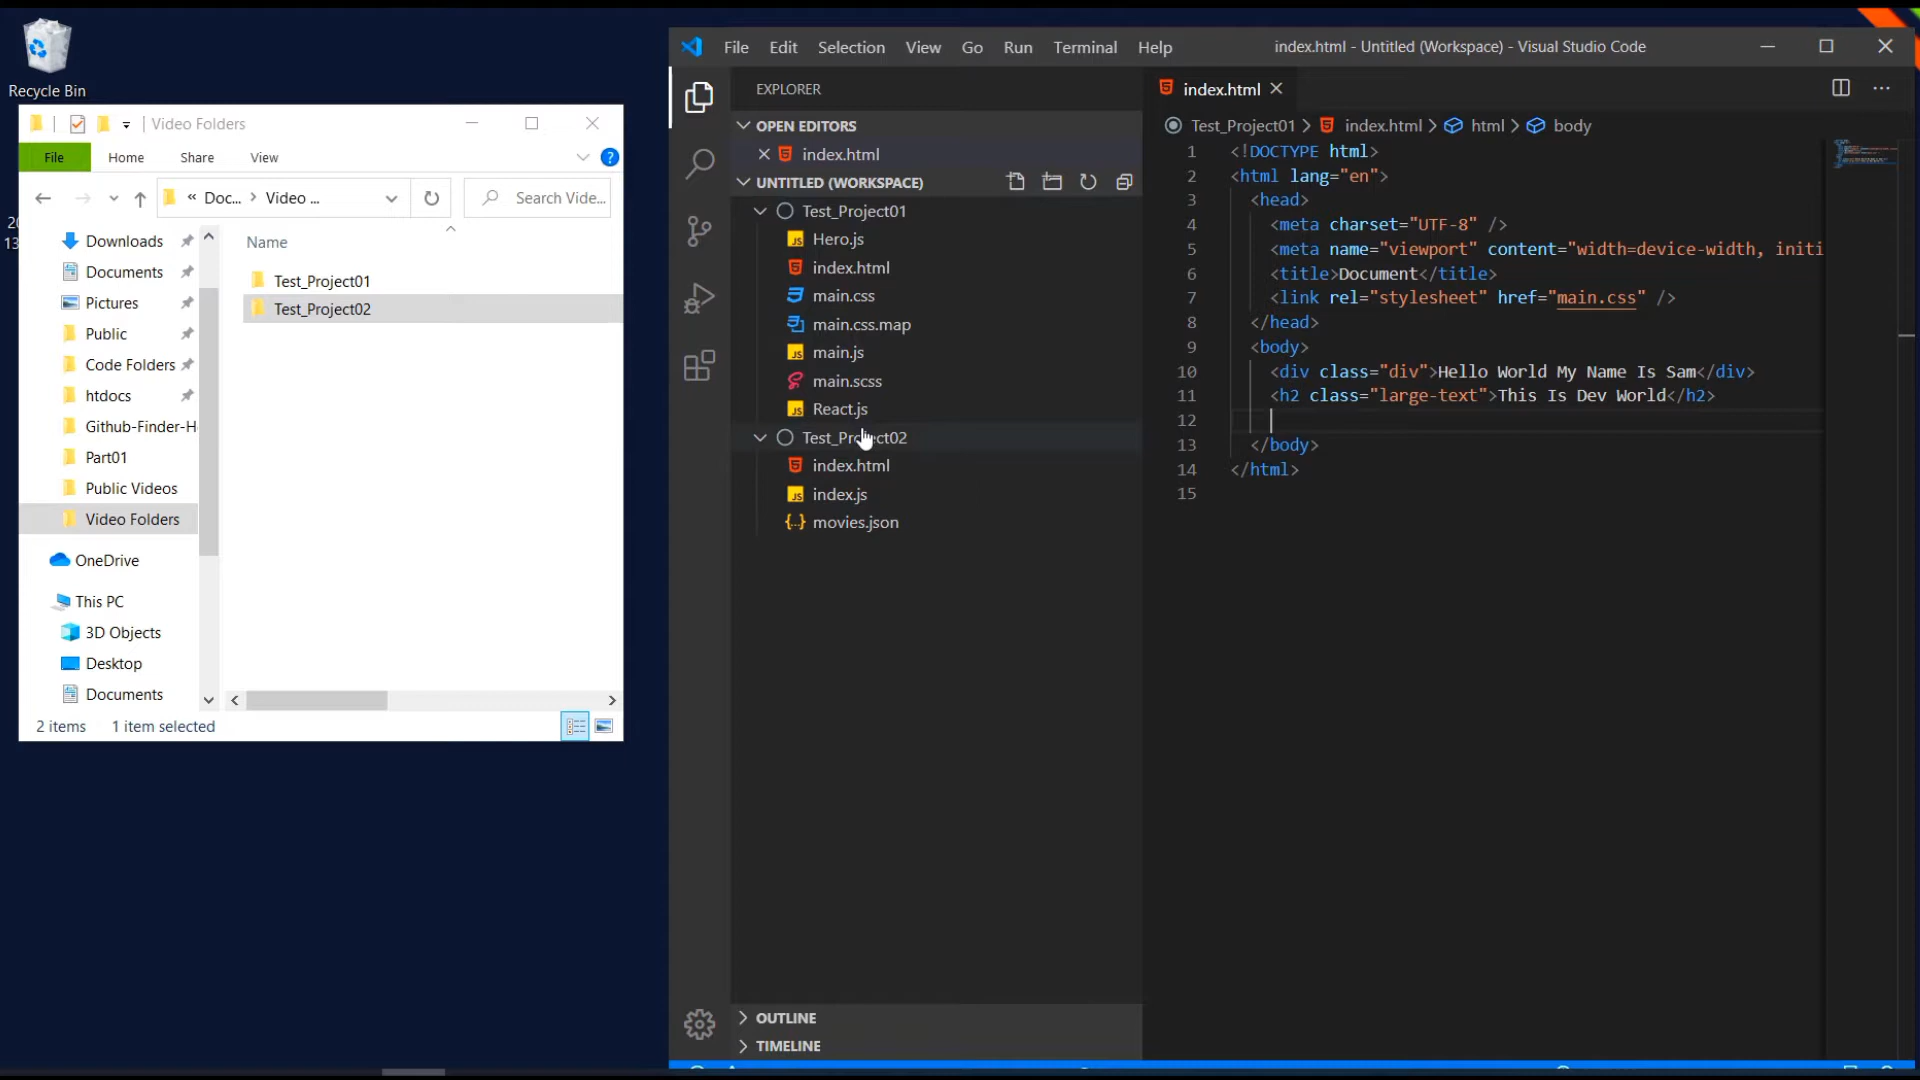 Recycle Bin
Video Folders
File Home Share View
« Doc... > Video ...
Search Vide...
Downloads
Documents
Pictures
Public
Code Folders
htdocs
Github-Finder-H
Part01
Public Videos
Video Folders
OneDrive
This PC
3D Objects
Desktop
Documents
Name
Test_Project01
Test_Project02
2 items 1 item selected
File Edit Selection View Go Run Terminal Help
index.html - Untitled (Workspace) - Visual Studio Code
EXPLORER
OPEN EDITORS
index.html
UNTITLED (WORKSPACE)
Test_Project01
Hero.js
index.html
main.css
main.css.map
main.js
main.scss
React.js
Test_Project02
index.html
index.js
movies.json
OUTLINE
TIMELINE
index.html
Test_Project01 > index.html > html > body
1 <!DOCTYPE html>
2 <html lang="en">
3 <head>
4 <meta charset="UTF-8" />
5 <meta name="viewport" content="width=device-width, initi
6 <title>Document</title>
7 <link rel="stylesheet" href="main.css" />
8 </head>
9 <body>
10 <div class="div">Hello World My Name Is Sam</div>
11 <h2 class="large-text">This Is Dev World</h2>
12
13 </body>
14 </html>
15